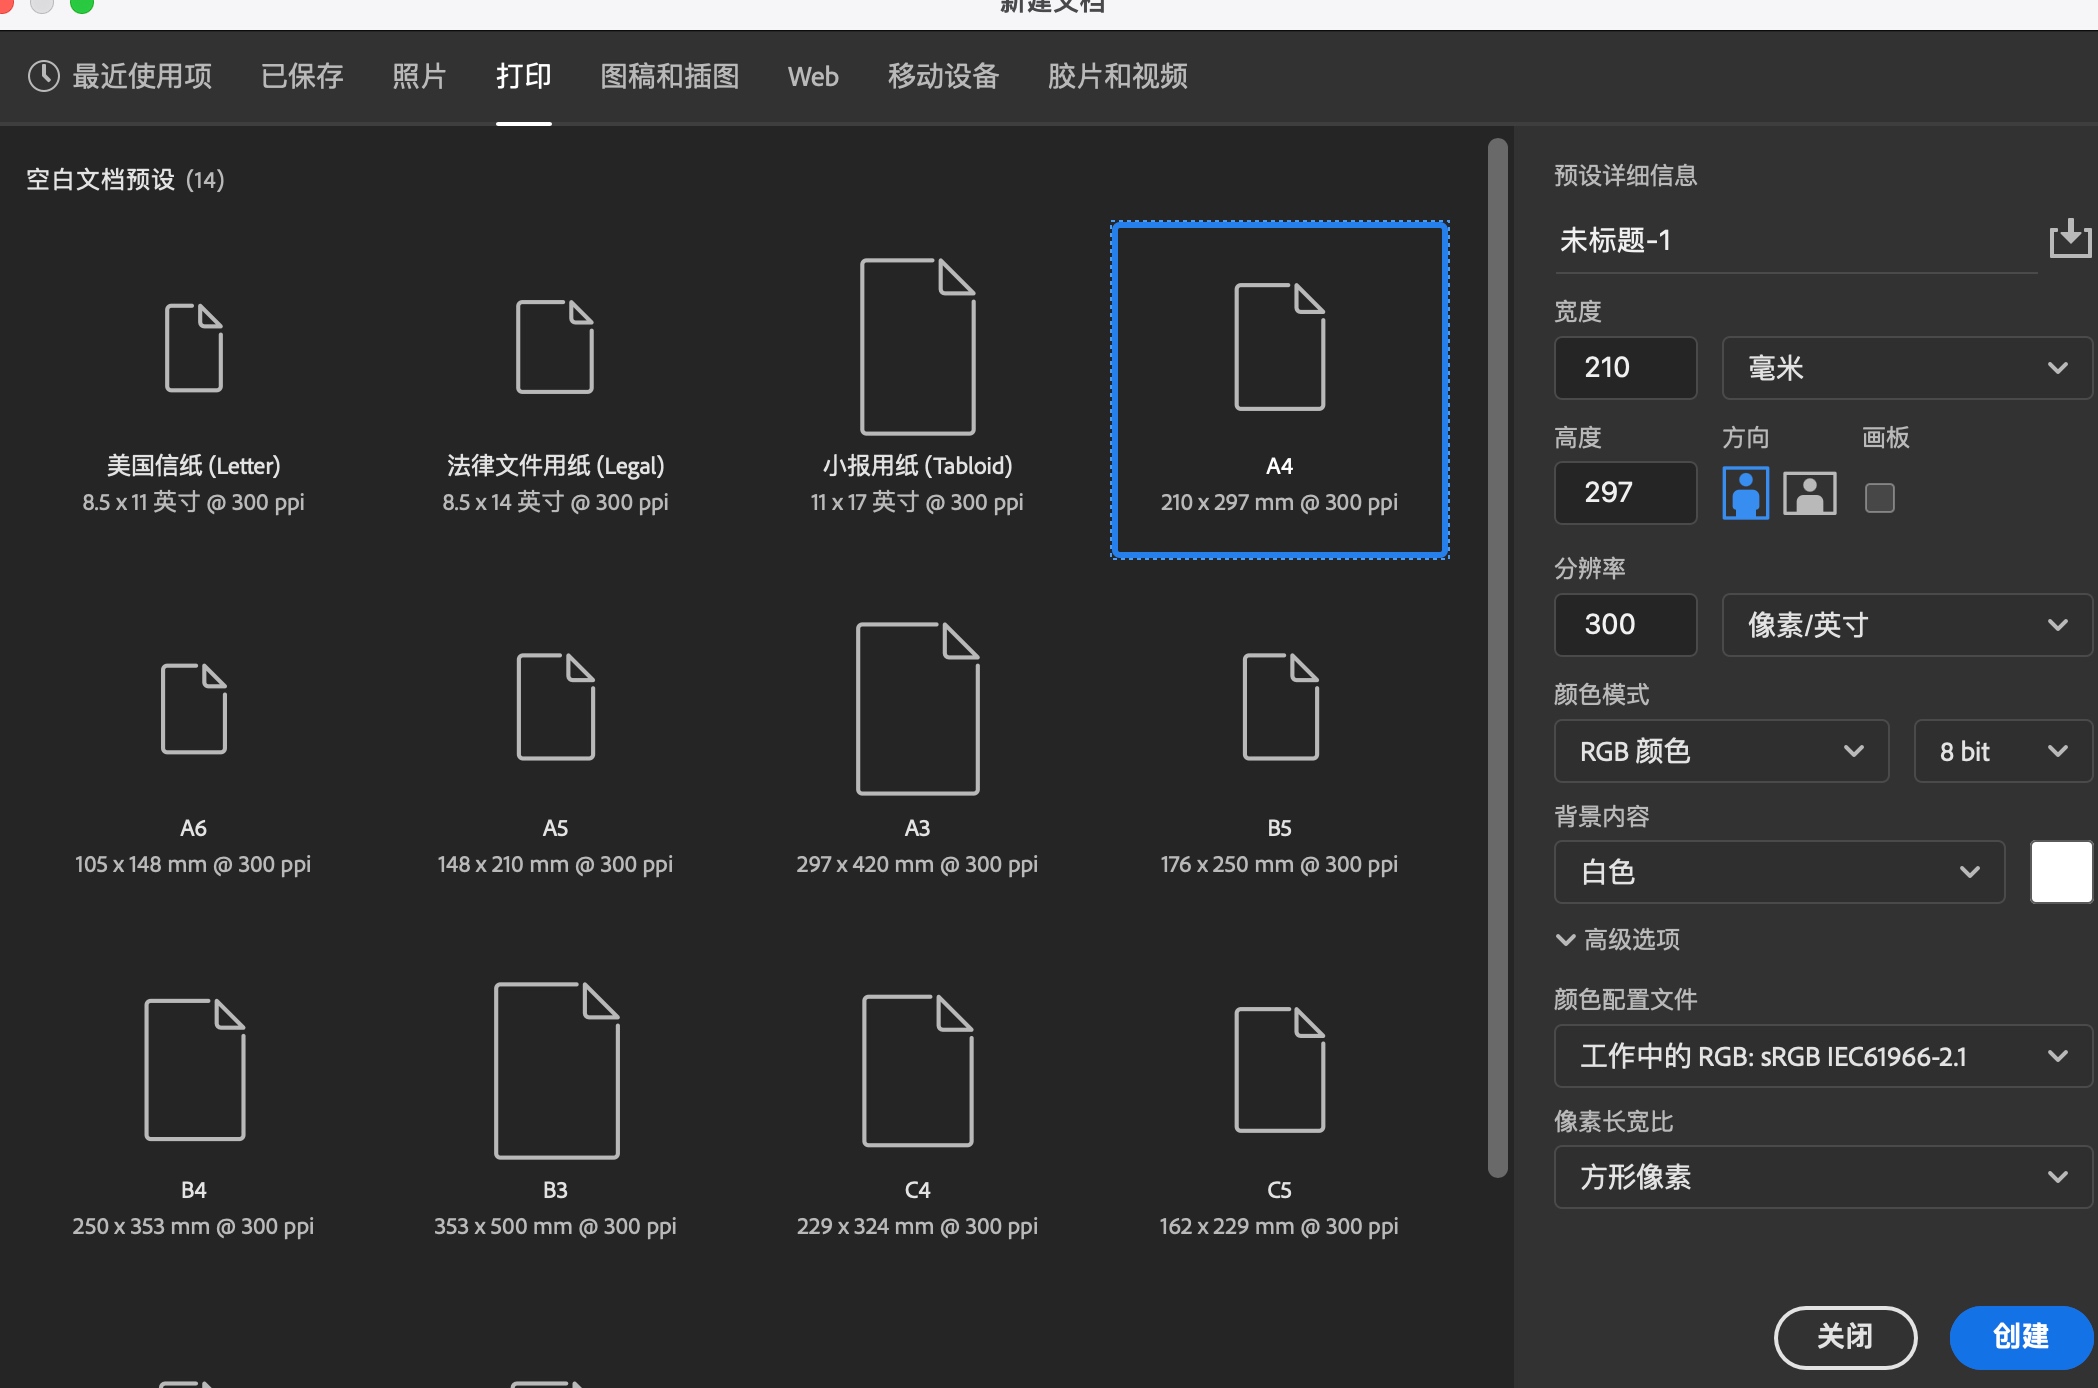 新建文档
最近使用项 已保存 照片 打印 图稿和插图 Web 移动设备 胶片和视频
空白文档预设 (14)
美国信纸 (Letter)
8.5 x 11 英寸 @ 300 ppi
法律文件用纸 (Legal)
8.5 x 14 英寸 @ 300 ppi
小报用纸 (Tabloid)
11 x 17 英寸 @ 300 ppi
A4
210 x 297 mm @ 300 ppi
A6
105 x 148 mm @ 300 ppi
A5
148 x 210 mm @ 300 ppi
A3
297 x 420 mm @ 300 ppi
B5
176 x 250 mm @ 300 ppi
B4
250 x 353 mm @ 300 ppi
B3
353 x 500 mm @ 300 ppi
C4
229 x 324 mm @ 300 ppi
C5
162 x 229 mm @ 300 ppi
预设详细信息
未标题-1
宽度
210 毫米
高度 方向 画板
297
分辨率
300 像素/英寸
颜色模式
RGB 颜色 8 bit
背景内容
白色
高级选项
颜色配置文件
工作中的 RGB: sRGB IEC61966-2.1
像素长宽比
方形像素
关闭 创建